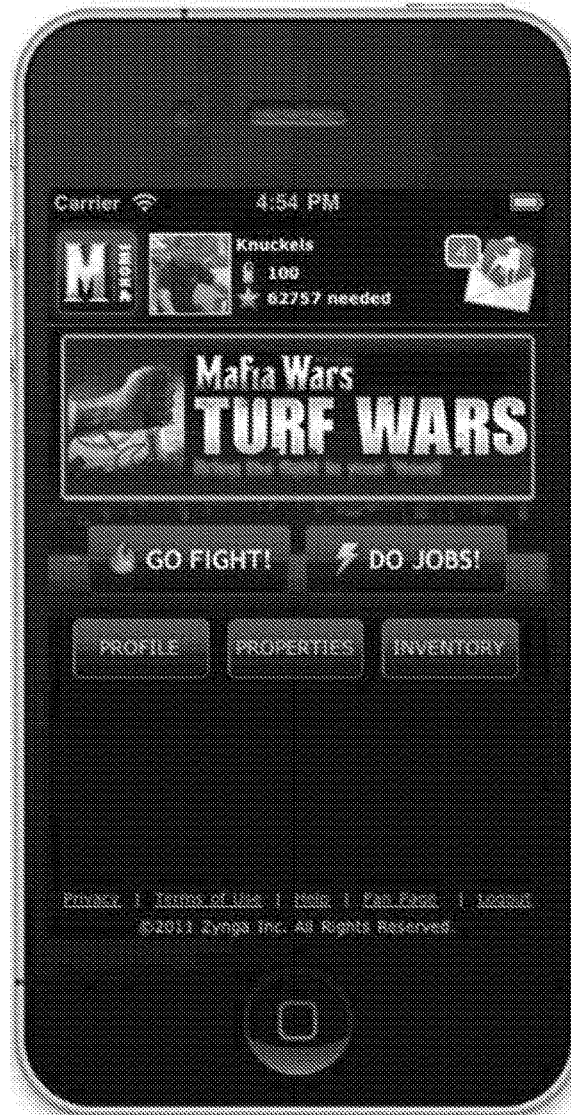 Carrier 4:54 PM
M PHONE
Knuckels
100
62757 needed
Mafia Wars
TURF WARS
GO FIGHT! DO JOBS!
PROFILE PROPERTIES INVENTORY
Privacy | Terms of Use | Help | Fan Page | Logout
©2011 Zynga Inc. All Rights Reserved.